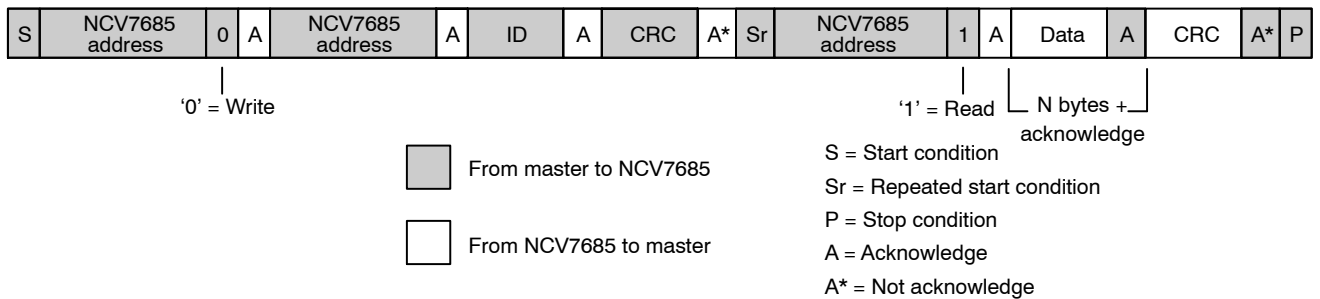 S NCV7685 address 0 A NCV7685 address A ID A CRC A* Sr NCV7685 address 1 A Data A CRC A* P
‘0’ = Write
‘1’ = Read
N bytes +
acknowledge
From master to NCV7685
From NCV7685 to master
S = Start condition
Sr = Repeated start condition
P = Stop condition
A = Acknowledge
A* = Not acknowledge